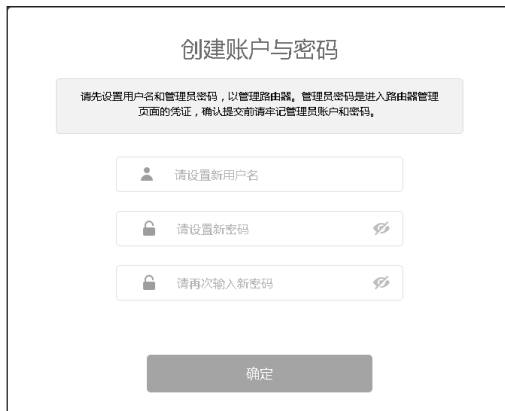 创建账户与密码
请先设置用户名和管理员密码，以管理路由器。管理员密码是进入路由器管理
页面的凭证，确认提交前请牢记管理员账户和密码。
请设置新用户名
请设置新密码
请再次输入新密码
确定